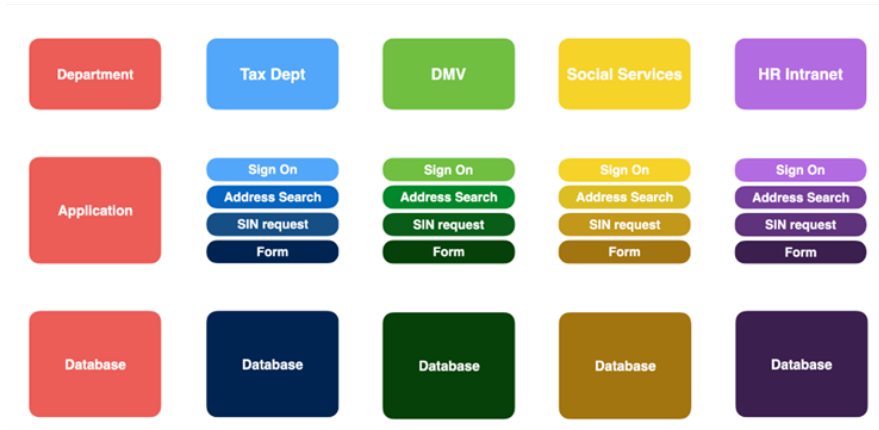 Department
Tax Dept
DMV
Social Services
HR Intranet
Application
Sign On
Address Search
SIN request
Form
Sign On
Address Search
SIN request
Form
Sign On
Address Search
SIN request
Form
Sign On
Address Search
SIN request
Form
Database
Database
Database
Database
Database